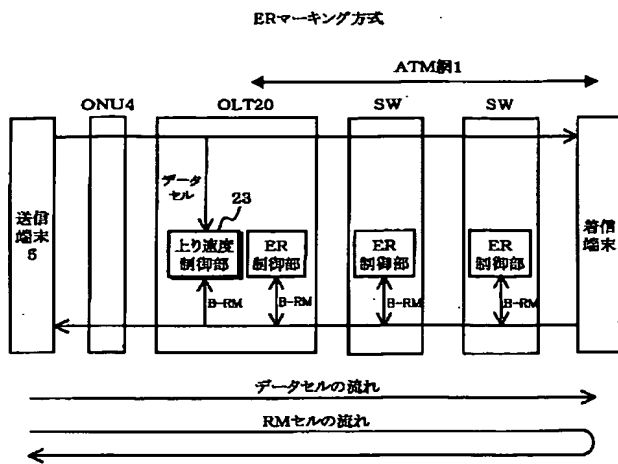 ERマーキング方式
ATM網1
ONU4
OLT20
SW
SW
送信
端末
5
データ
セル
23
上り速度
制御部
ER
制御部
ER
制御部
ER
制御部
着信
端末
B-RM
B-RM
B-RM
B-RM
データセルの流れ
RMセルの流れ